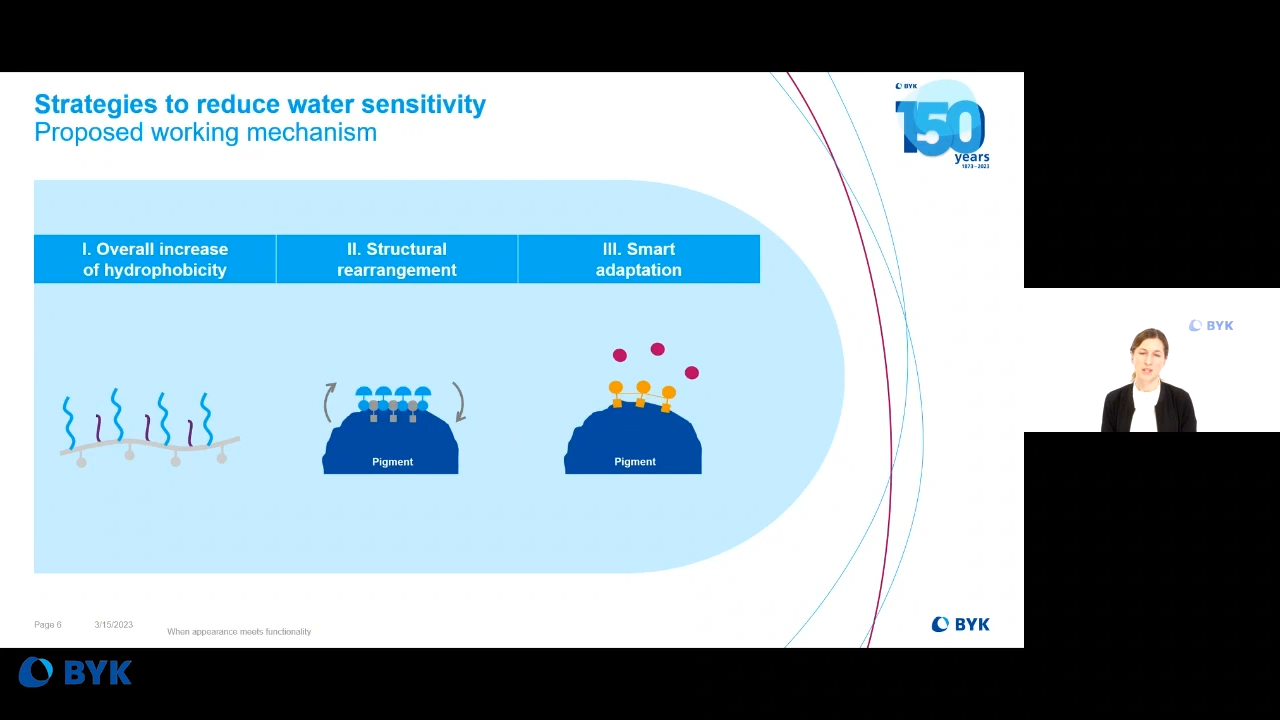 Strategies to reduce water sensitivity
Proposed working mechanism
BYK
150
years
1873–2023
I. Overall increase
of hydrophobicity
II. Structural
rearrangement
III. Smart
adaptation
Pigment
Pigment
BYK
Page 6
3/15/2023
When appearance meets functionality
BYK
BYK